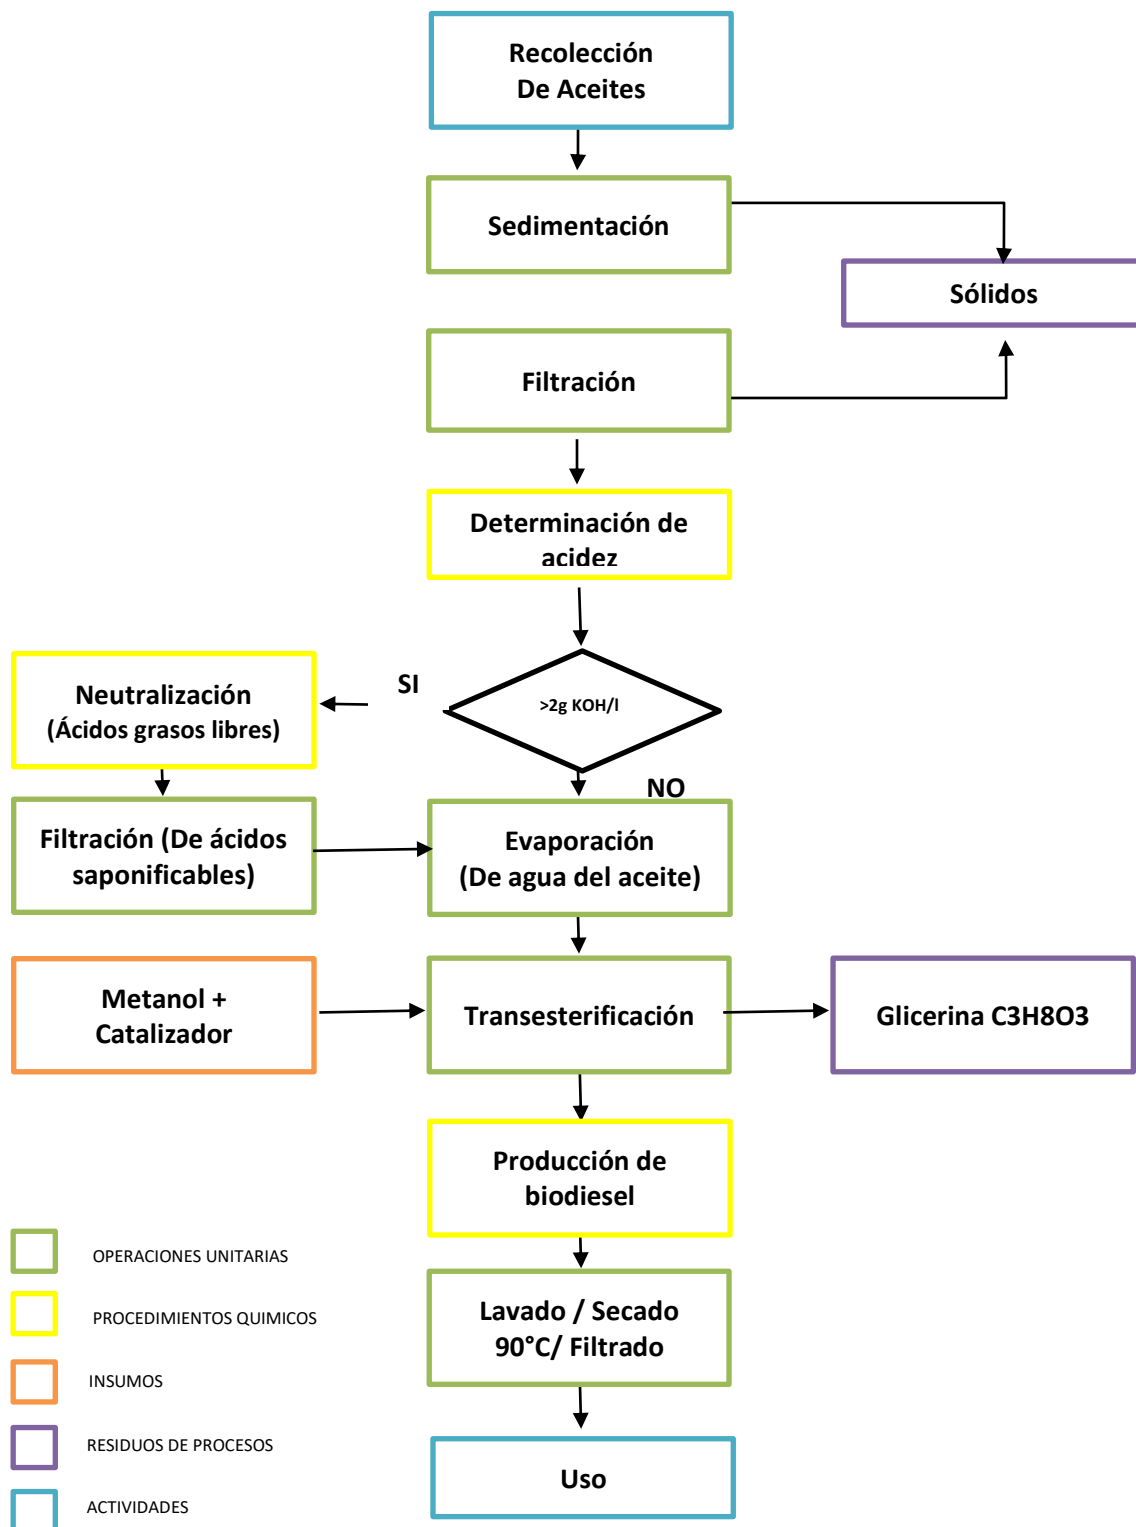 Recolección
De Aceites
Sedimentación
Sólidos
Filtración
Determinación de
acidez
>2g KOH/l
SI
NO
Neutralización
(Ácidos grasos libres)
Filtración (De ácidos
saponificables)
Evaporación
(De agua del aceite)
Metanol +
Catalizador
Transesterificación
Glicerina C3H8O3
Producción de
biodiesel
Lavado / Secado
90°C/ Filtrado
Uso
OPERACIONES UNITARIAS
PROCEDIMIENTOS QUIMICOS
INSUMOS
RESIDUOS DE PROCESOS
ACTIVIDADES